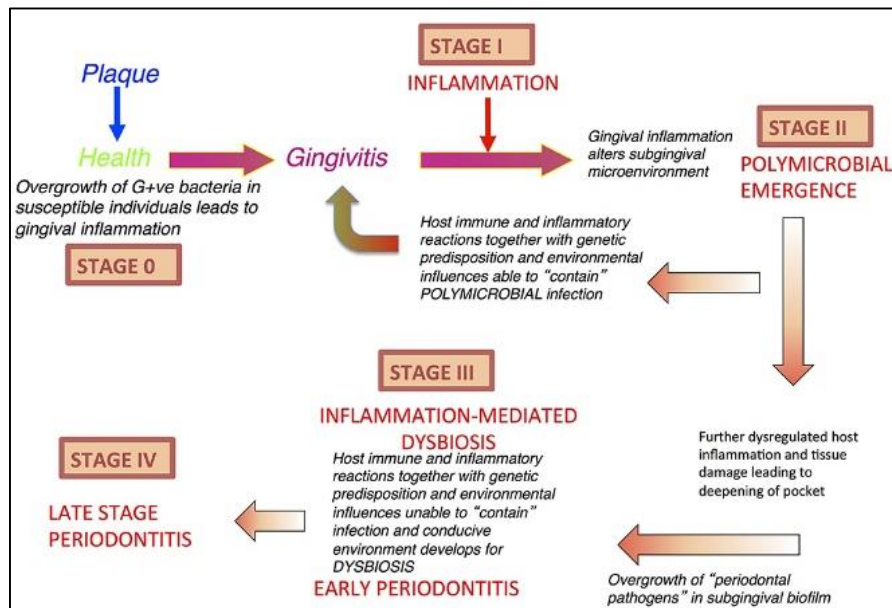 Plaque
Health
Overgrowth of G+ve bacteria in
susceptible individuals leads to
gingival inflammation
STAGE 0
Gingivitis
STAGE I
INFLAMMATION
Gingival inflammation
alters subgingival
microenvironment
STAGE II
POLYMICROBIAL
EMERGENCE
Host immune and inflammatory
reactions together with genetic
predisposition and environmental
influences able to “contain”
POLYMICROBIAL infection
Further dysregulated host
inflammation and tissue
damage leading to
deepening of pocket
Overgrowth of “periodontal
pathogens” in subgingival biofilm
STAGE III
INFLAMMATION-MEDIATED
DYSBIOSIS
Host immune and inflammatory
reactions together with genetic
predisposition and environmental
influences unable to “contain”
infection and conducive
environment develops for
DYSBIOSIS
EARLY PERIODONTITIS
STAGE IV
LATE STAGE
PERIODONTITIS